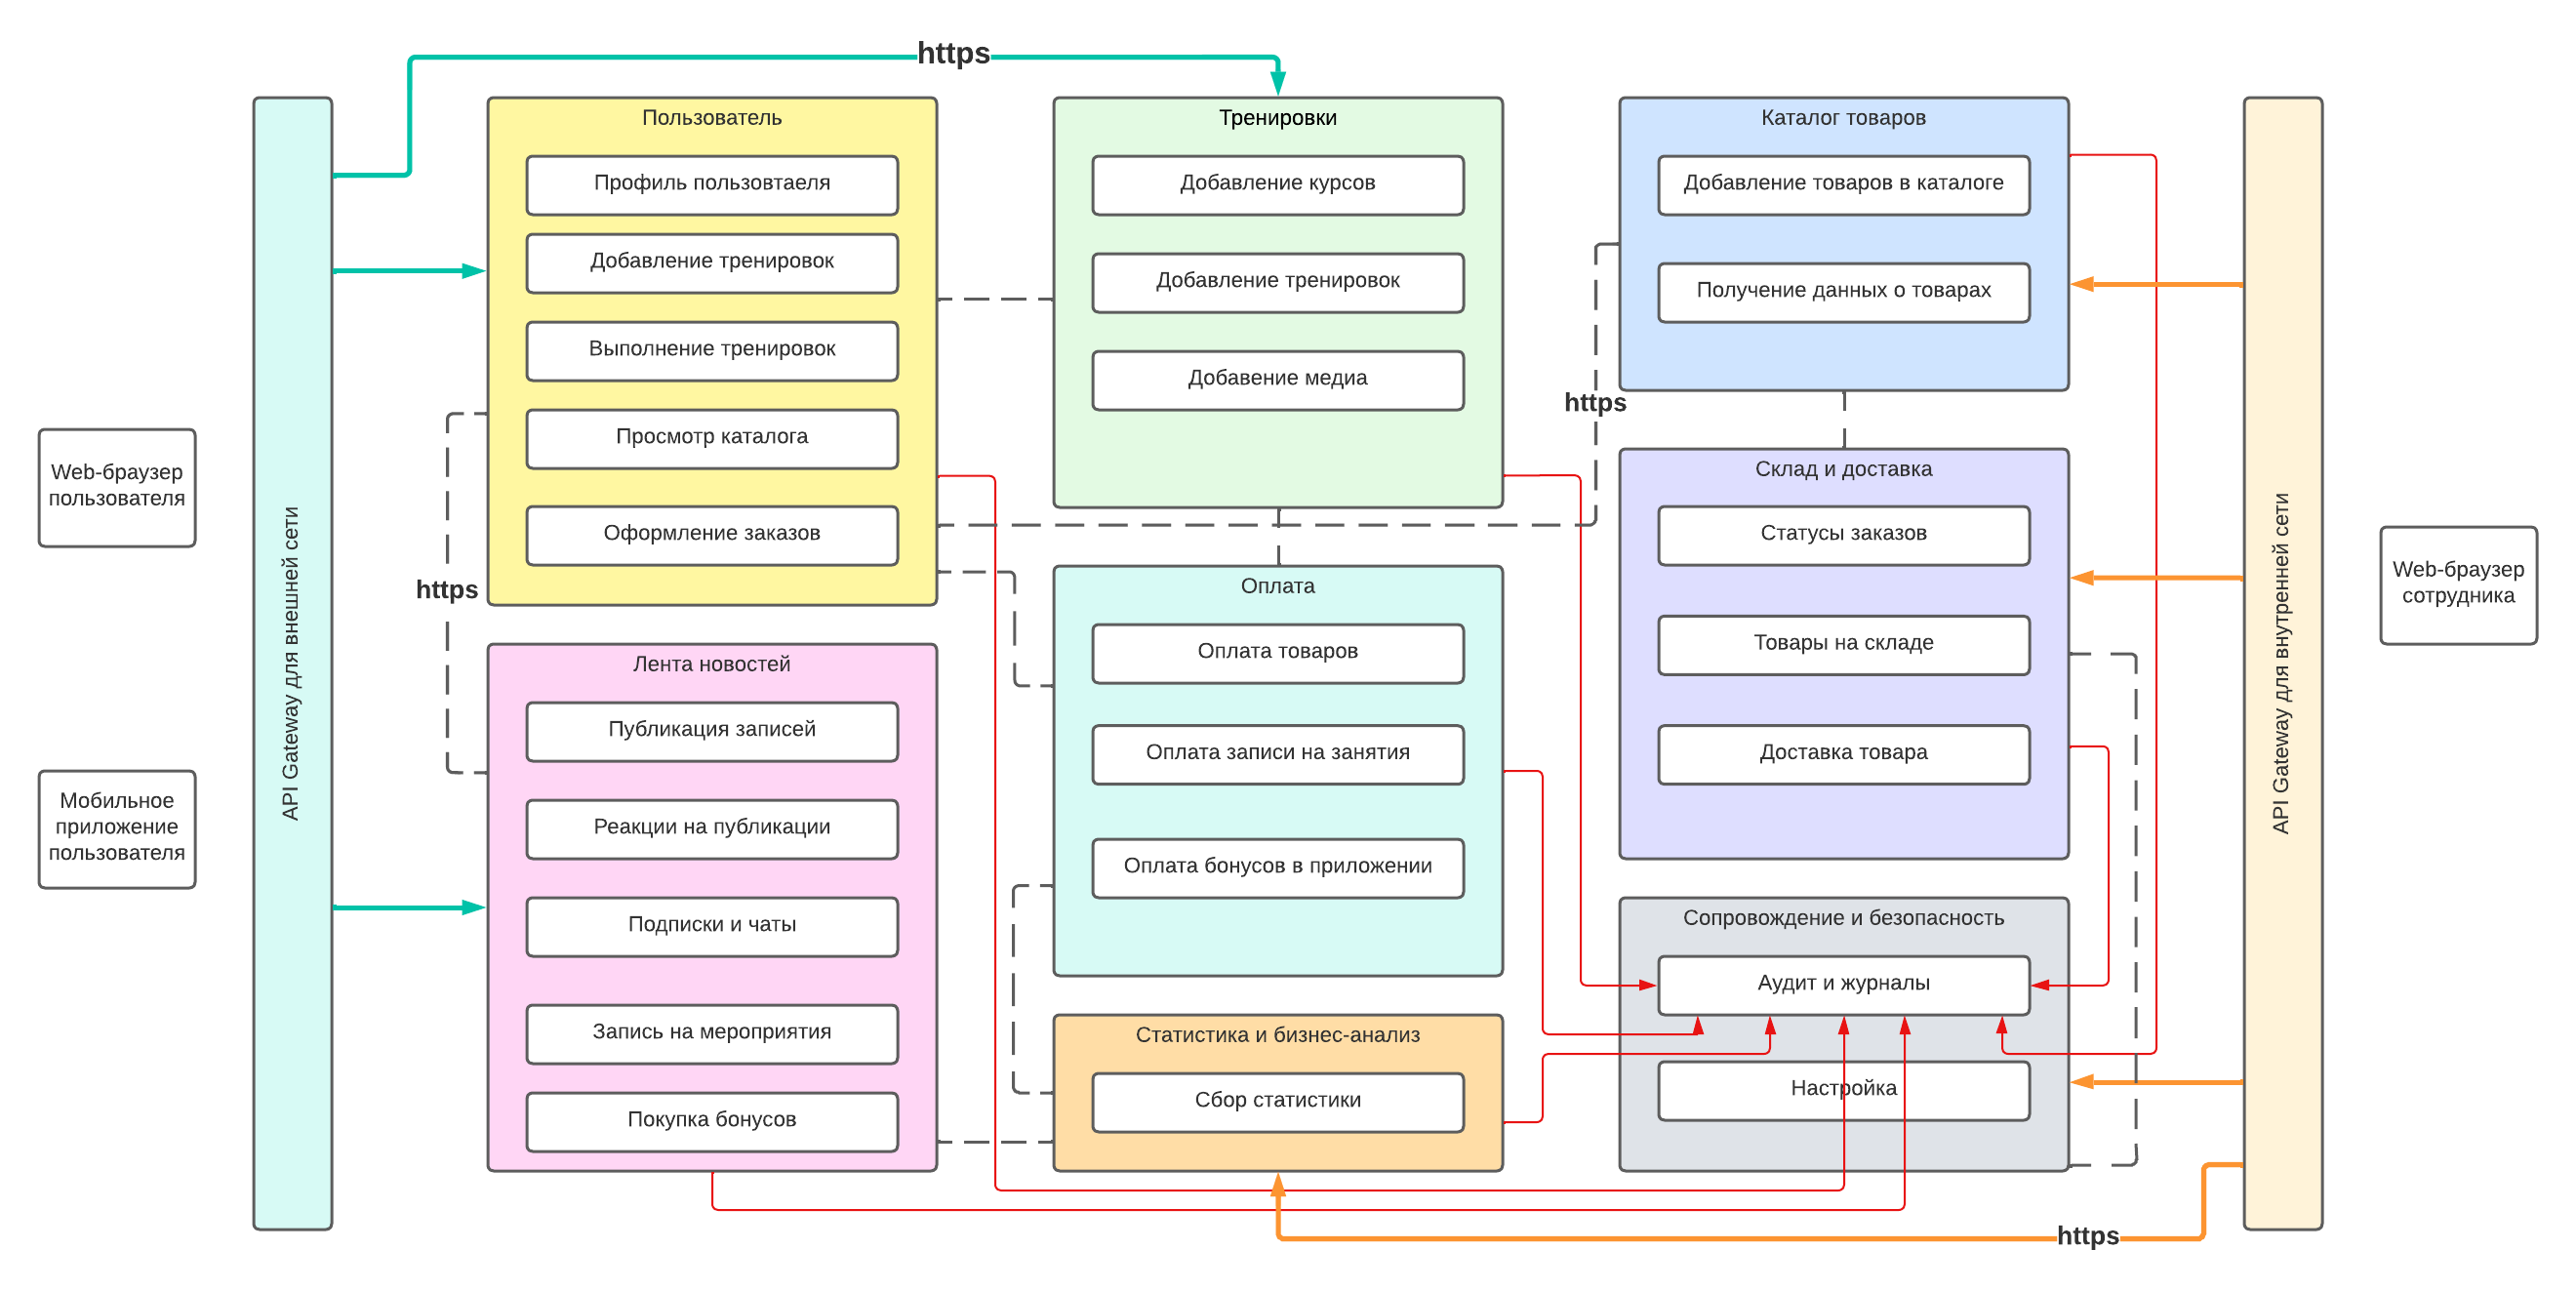 https
Web-браузер
пользователя
Мобильное
приложение
пользователя
API Gateway для внешней сети
Пользователь
Профиль пользовтаеля
Добавление тренировок
Выполнение тренировок
Просмотр каталога
Оформление заказов
https
Лента новостей
Публикация записей
Реакции на публикации
Подписки и чаты
Запись на мероприятия
Покупка бонусов
Тренировки
Добавление курсов
Добавление тренировок
Добавение медиа
Оплата
Оплата товаров
Оплата записи на занятия
Оплата бонусов в приложении
Статистика и бизнес-анализ
Сбор статистики
https
Каталог товаров
Добавление товаров в каталоге
Получение данных о товарах
Склад и доставка
Статусы заказов
Товары на складе
Доставка товара
Сопровождение и безопасность
Аудит и журналы
Настройка
https
API Gateway для внутренней сети
Web-браузер
сотрудника